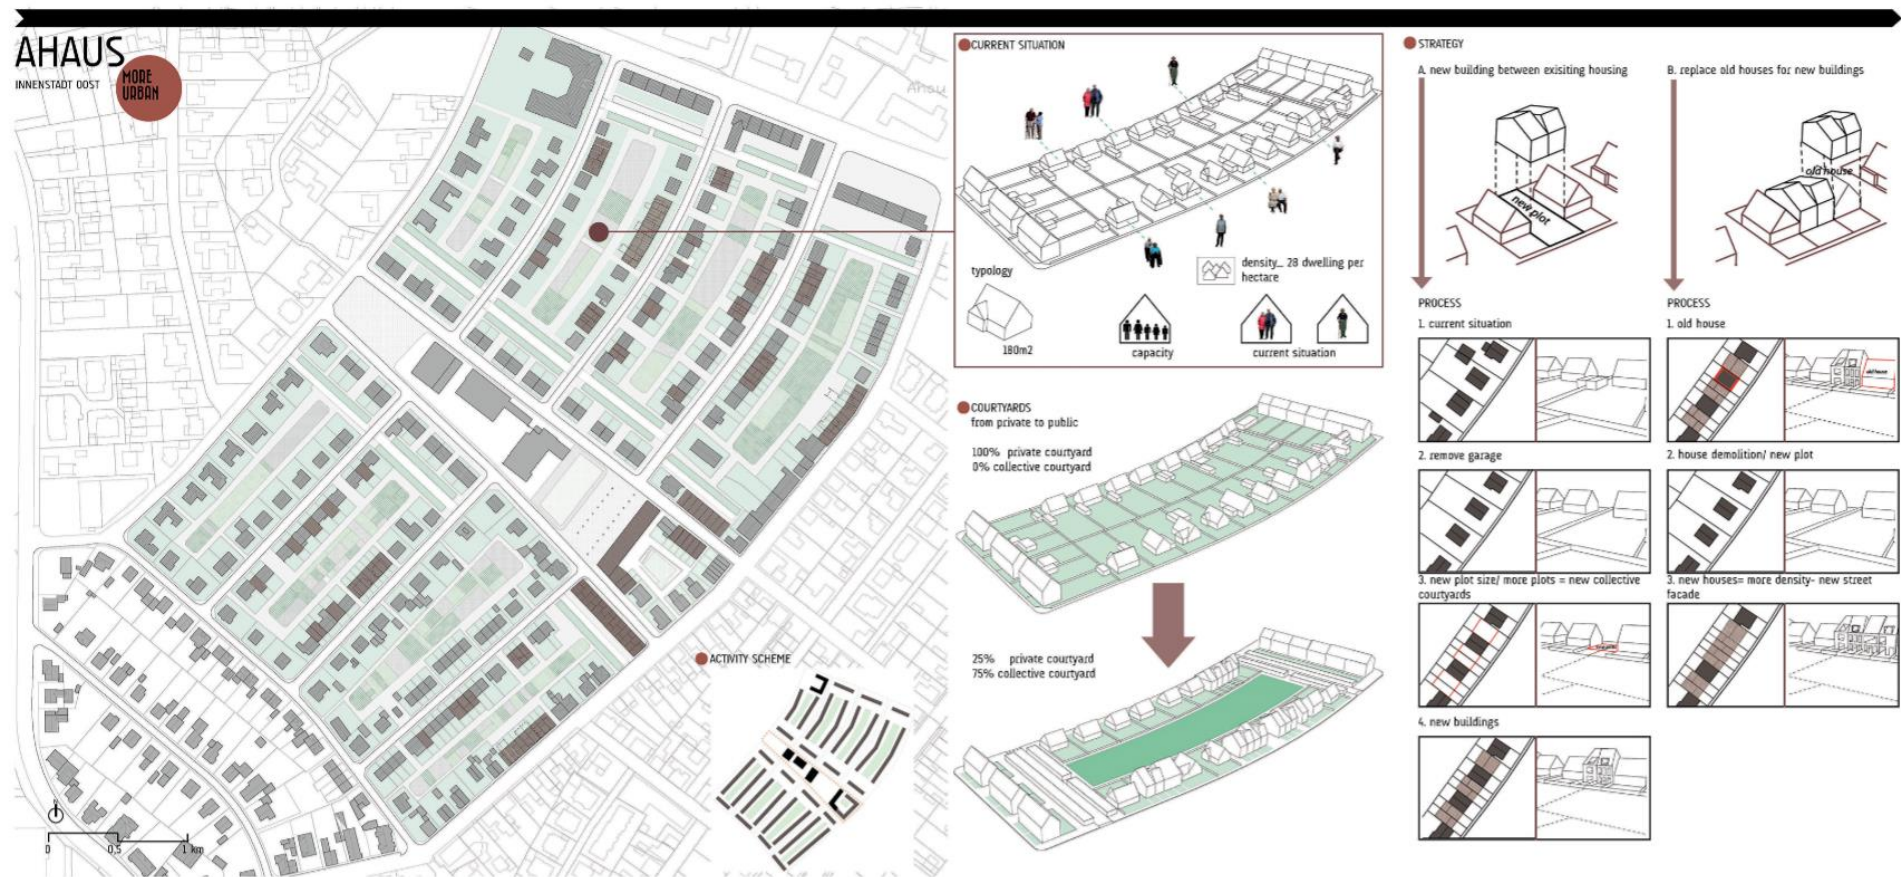 AHAUS
INNENSTADT OOST
MORE
URBAN
Ahau
0
0,5
1 km
ACTIVITY SCHEME
CURRENT SITUATION
typology
180m2
density_ 28 dwelling per
hectare
capacity
current situation
COURTYARDS
from private to public
100% private courtyard
0% collective courtyard
25% private courtyard
75% collective courtyard
STRATEGY
A. new building between exisiting housing
new plot
PROCESS
1. current situation
2. remove garage
3. new plot size/ more plots = new collective
courtyards
4. new buildings
B. replace old houses for new buildings
old house
PROCESS
1. old house
old house
2. house demolition/ new plot
3. new houses= more density- new street
facade